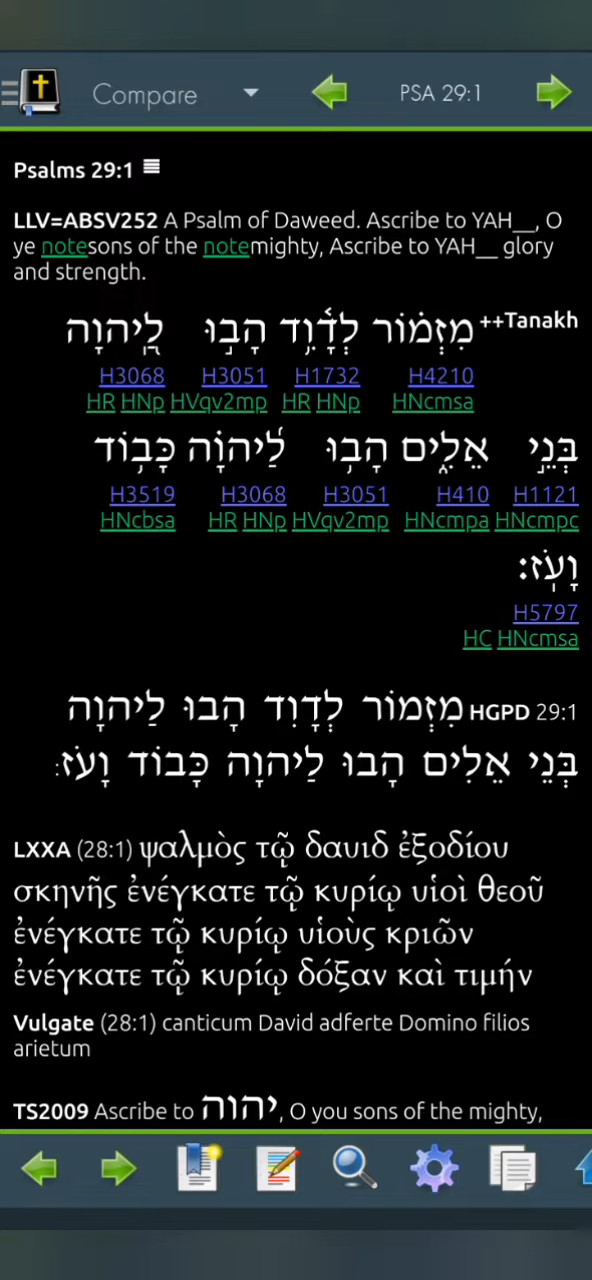 Compare
PSA 29:1
Psalms 29:1
LLV=ABSV252 A Psalm of Daweed. Ascribe to YAH__, O
ye notesons of the notemighty, Ascribe to YAH__ glory
and strength.
++Tanakh מִזְמ֗וֹר לְדָ֫וִ֥ד הָב֣וּ לַֽ֭יהוָה
H3068 H3051 H1732 H4210
HR HNp HVqv2mp HR HNp HNcmsa
בְּנֵ֣י אֵלִ֑ים הָב֥וּ לַ֝יהוָ֗ה כָּב֥וֹד
H3519 H3068 H3051 H410 H1121
HNcbsa HR HNp HVqv2mp HNcmpa HNcmpc
וָעֹֽז׃
H5797
HC HNcmsa
HGPD 29:1 מִזְמוֹר לְדָוִד הָבוּ לַיהוָה
בְּנֵי אֵלִים הָבוּ לַיהוָה כָּבוֹד וָעֹז׃
LXXA (28:1) ψαλμὸς τῷ δαυιδ ἐξοδίου
σκηνῆς ἐνέγκατε τῷ κυρίῳ υἱοὶ θεοῦ
ἐνέγκατε τῷ κυρίῳ υἱοὺς κριῶν
ἐνέγκατε τῷ κυρίῳ δόξαν καὶ τιμήν
Vulgate (28:1) canticum David adferte Domino filios
arietum
TS2009 Ascribe to יהוה, O you sons of the mighty,